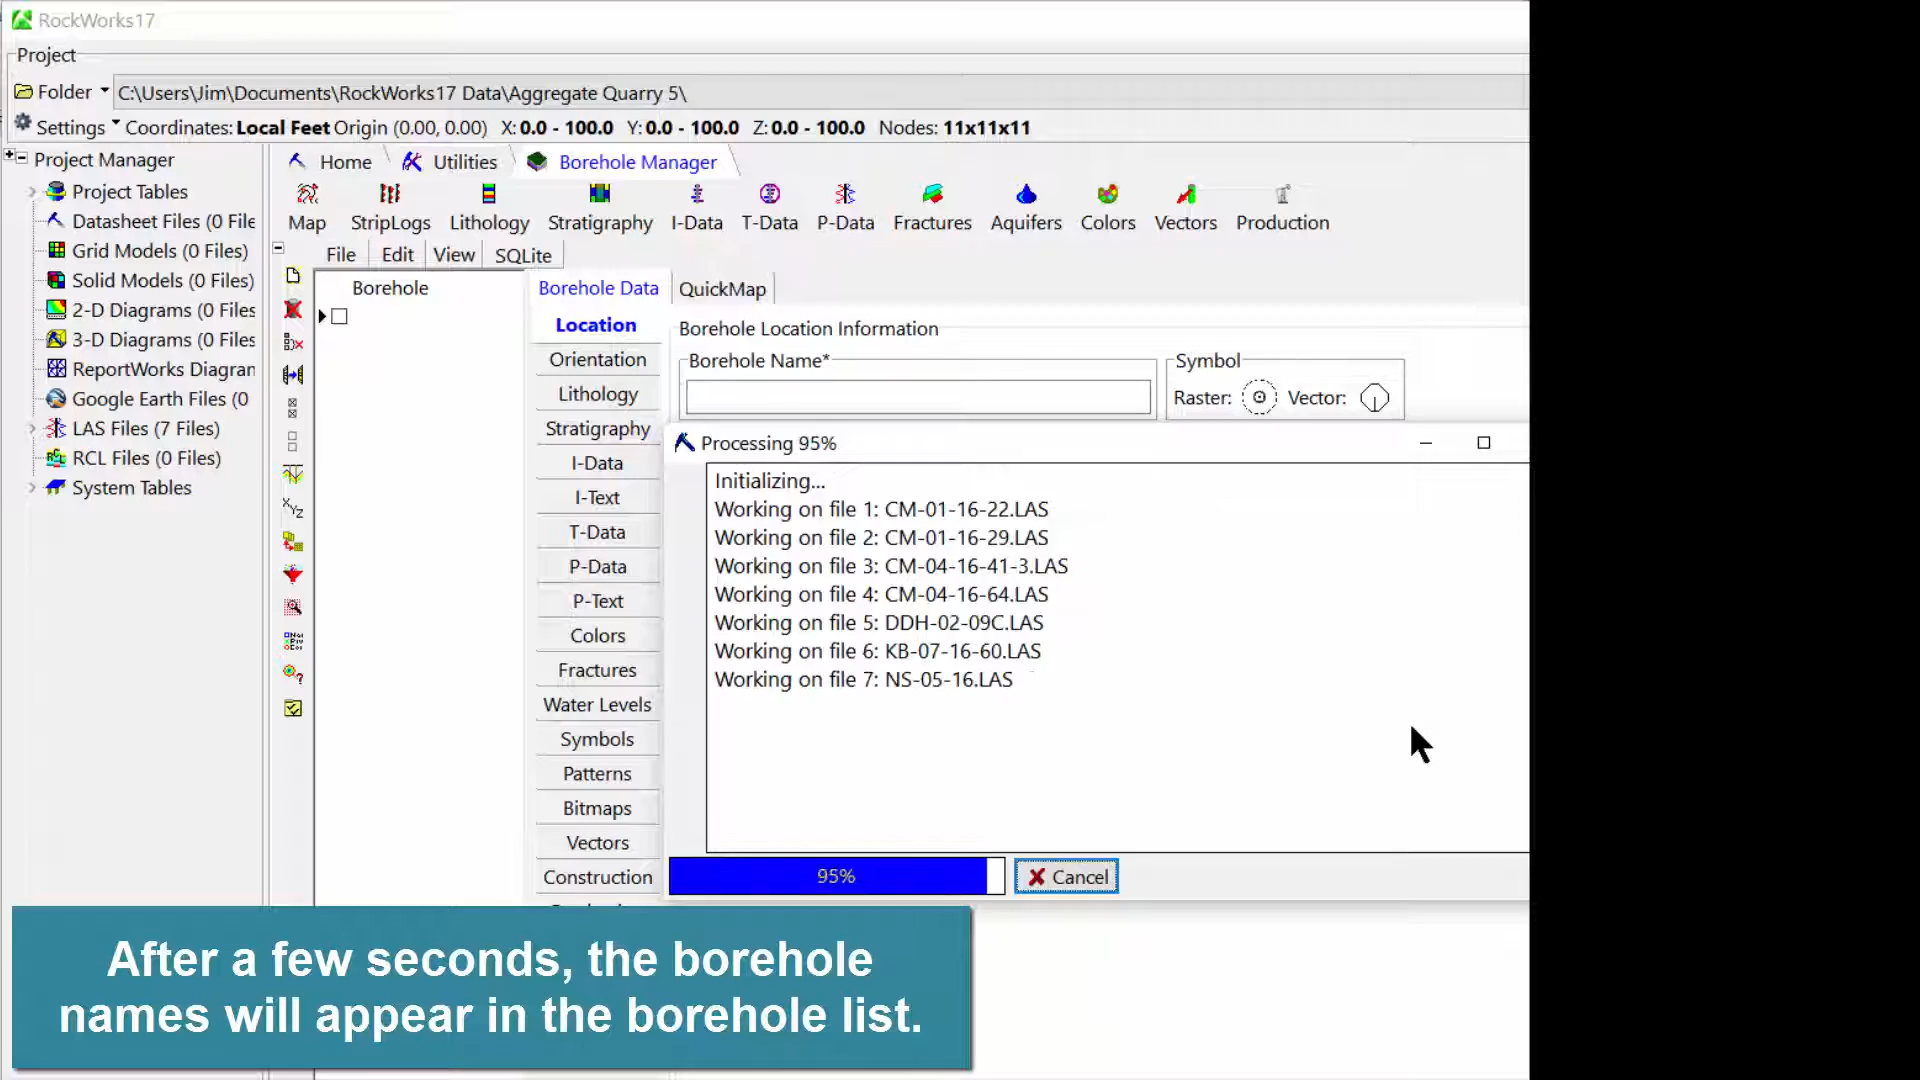 RockWorks17
Project
Folder C:\Users\Jim\Documents\RockWorks17 Data\Aggregate Quarry 5\
Settings Coordinates: Local Feet Origin (0.00, 0.00) X: 0.0 - 100.0 Y: 0.0 - 100.0 Z: 0.0 - 100.0 Nodes: 11x11x11
Project Manager
Project Tables
Datasheet Files (0 File
Grid Models (0 Files)
Solid Models (0 Files)
2-D Diagrams (0 Files
3-D Diagrams (0 Files
ReportWorks Diagran
Google Earth Files (0
LAS Files (7 Files)
RCL Files (0 Files)
System Tables
Home Utilities Borehole Manager
Map StripLogs Lithology Stratigraphy I-Data T-Data P-Data Fractures Aquifers Colors Vectors Production
File Edit View SQLite
Borehole
Borehole Data QuickMap
Location
Orientation
Lithology
Stratigraphy
I-Data
I-Text
T-Data
P-Data
P-Text
Colors
Fractures
Water Levels
Symbols
Patterns
Bitmaps
Vectors
Construction
Borehole Location Information
Borehole Name*
Symbol
Raster: Vector:
Processing 95%
Initializing...
Working on file 1: CM-01-16-22.LAS
Working on file 2: CM-01-16-29.LAS
Working on file 3: CM-04-16-41-3.LAS
Working on file 4: CM-04-16-64.LAS
Working on file 5: DDH-02-09C.LAS
Working on file 6: KB-07-16-60.LAS
Working on file 7: NS-05-16.LAS
95%
Cancel
After a few seconds, the borehole
names will appear in the borehole list.